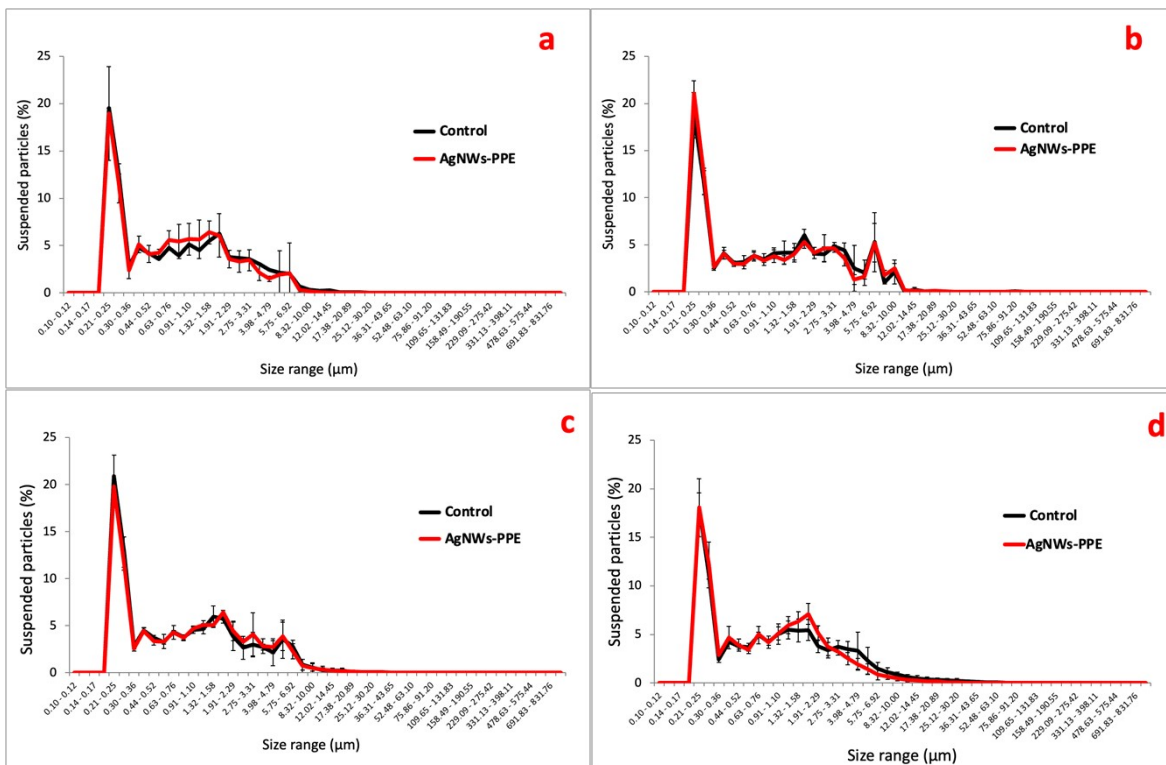 a
Suspended particles (%)
25
20
15
10
5
0
Control
AgNWs-PPE
0.10 - 0.12
0.14 - 0.17
0.21 - 0.25
0.30 - 0.36
0.44 - 0.52
0.63 - 0.76
0.91 - 1.10
1.32 - 1.58
1.91 - 2.29
2.75 - 3.31
3.98 - 4.79
5.75 - 6.92
8.32 - 10.00
12.02 - 14.45
17.38 - 20.89
25.12 - 30.20
36.31 - 43.65
52.48 - 63.10
75.86 - 91.20
109.65 - 131.83
158.49 - 190.55
229.09 - 275.42
331.13 - 398.11
478.63 - 575.44
691.83 - 831.76
Size range (μm)
b
Suspended particles (%)
25
20
15
10
5
0
Control
AgNWs-PPE
0.10 - 0.12
0.14 - 0.17
0.21 - 0.25
0.30 - 0.36
0.44 - 0.52
0.63 - 0.76
0.91 - 1.10
1.32 - 1.58
1.91 - 2.29
2.75 - 3.31
3.98 - 4.79
5.75 - 6.92
8.32 - 10.00
12.02 - 14.45
17.38 - 20.89
25.12 - 30.20
36.31 - 43.65
52.48 - 63.10
75.86 - 91.20
109.65 - 131.83
158.49 - 190.55
229.09 - 275.42
331.13 - 398.11
478.63 - 575.44
691.83 - 831.76
Size range (μm)
c
Suspended particles (%)
25
20
15
10
5
0
Control
AgNWs-PPE
0.10 - 0.12
0.14 - 0.17
0.21 - 0.25
0.30 - 0.36
0.44 - 0.52
0.63 - 0.76
0.91 - 1.10
1.32 - 1.58
1.91 - 2.29
2.75 - 3.31
3.98 - 4.79
5.75 - 6.92
8.32 - 10.00
12.02 - 14.45
17.38 - 20.89
25.12 - 30.20
36.31 - 43.65
52.48 - 63.10
75.86 - 91.20
109.65 - 131.83
158.49 - 190.55
229.09 - 275.42
331.13 - 398.11
478.63 - 575.44
691.83 - 831.76
Size range (μm)
d
Suspended particles (%)
25
20
15
10
5
0
Control
AgNWs-PPE
0.10 - 0.12
0.14 - 0.17
0.21 - 0.25
0.30 - 0.36
0.44 - 0.52
0.63 - 0.76
0.91 - 1.10
1.32 - 1.58
1.91 - 2.29
2.75 - 3.31
3.98 - 4.79
5.75 - 6.92
8.32 - 10.00
12.02 - 14.45
17.38 - 20.89
25.12 - 30.20
36.31 - 43.65
52.48 - 63.10
75.86 - 91.20
109.65 - 131.83
158.49 - 190.55
229.09 - 275.42
331.13 - 398.11
478.63 - 575.44
691.83 - 831.76
Size range (μm)